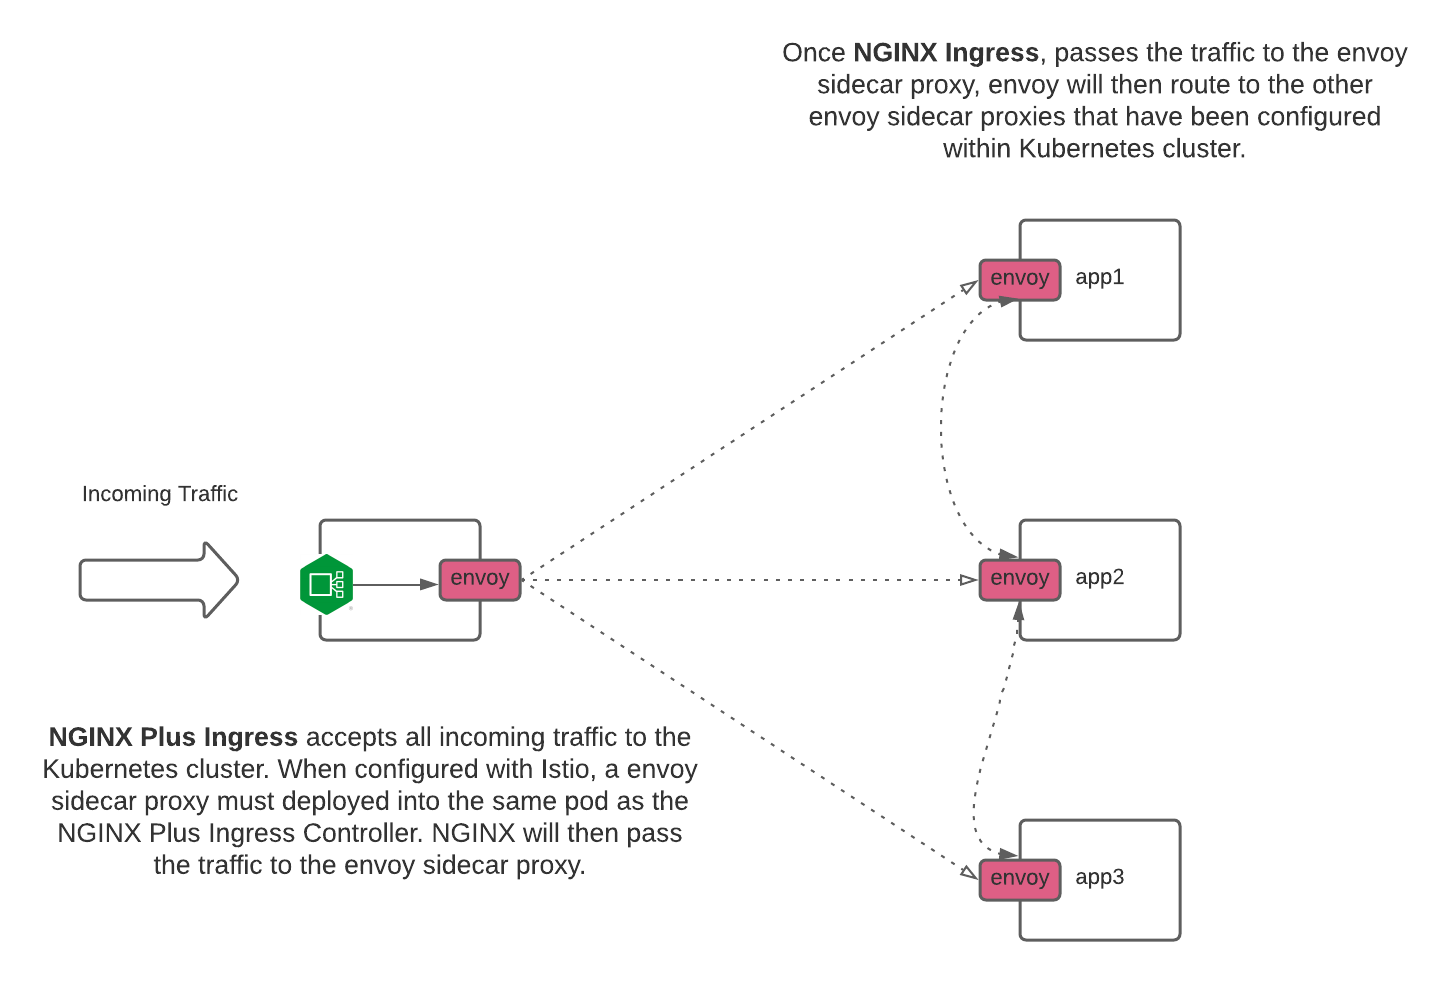 Once NGINX Ingress, passes the traffic to the envoy
sidecar proxy, envoy will then route to the other
envoy sidecar proxies that have been configured
within Kubernetes cluster.
envoy
app1
Incoming Traffic
envoy
envoy
app2
NGINX Plus Ingress accepts all incoming traffic to the
Kubernetes cluster. When configured with Istio, a envoy
sidecar proxy must deployed into the same pod as the
NGINX Plus Ingress Controller. NGINX will then pass
the traffic to the envoy sidecar proxy.
envoy
app3